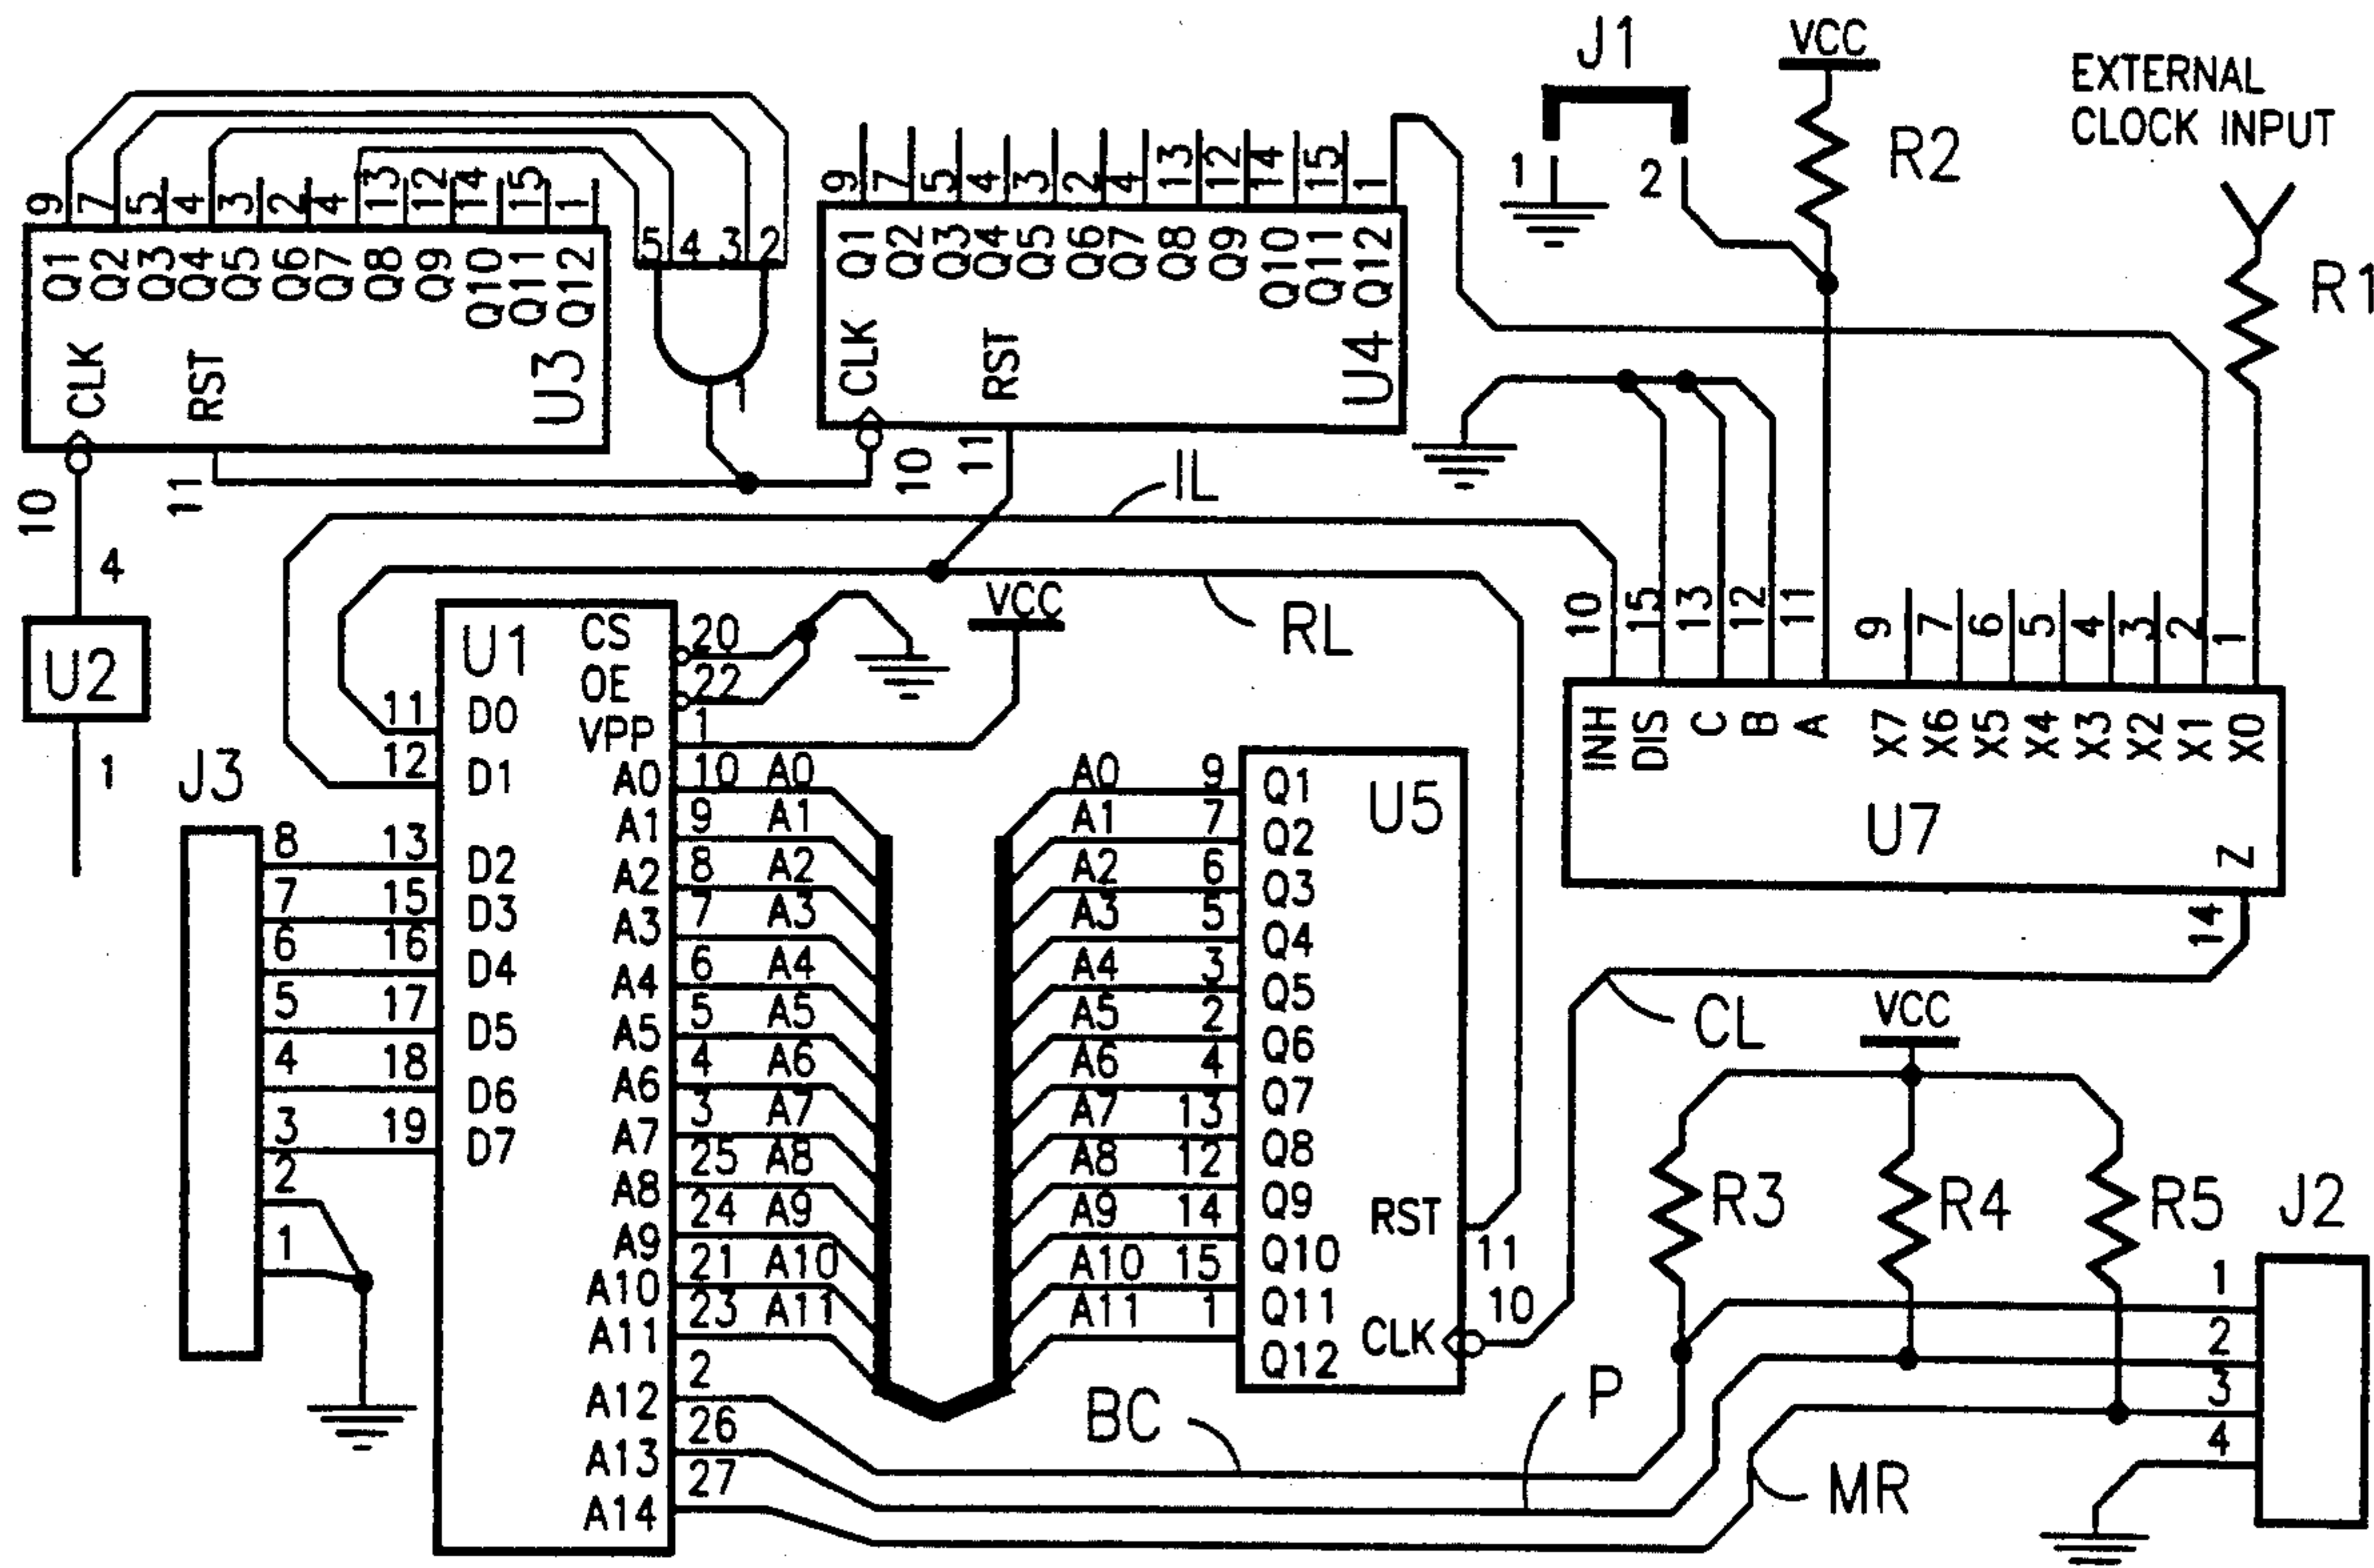 J1
VCC
R2
EXTERNAL
CLOCK INPUT
R1
9 7 5 4 3 2 4 13 12 14 15 1
Q1 Q2 Q3 Q4 Q5 Q6 Q7 Q8 Q9 Q10 Q11 Q12
CLK RST U3
10 11
5 4 3 2
1
9 7 5 4 3 2 4 13 12 14 15 1
Q1 Q2 Q3 Q4 Q5 Q6 Q7 Q8 Q9 Q10 Q11 Q12
CLK RST U4
10 11
1 2
IL
RL
4
U2
1
VCC
10 15 13 12 11 9 7 6 5 4 3 2 1
INH DIS C B A X7 X6 X5 X4 X3 X2 X1 X0
U7
Z
14
J3
8
7
6
5
4
3
2
1
11
12
13
15
16
17
18
19
U1
D0
D1
D2
D3
D4
D5
D6
D7
CS 20
OE 22
VPP 1
A0 10 A0
A1 9 A1
A2 8 A2
A3 7 A3
A4 6 A4
A5 5 A5
A6 4 A6
A7 3 A7
A8 25 A8
A9 24 A9
A10 21 A10
A11 23 A11
A12 2
A13 26
A14 27
U5
A0 9 Q1
A1 7 Q2
A2 6 Q3
A3 5 Q4
A4 3 Q5
A5 2 Q6
A6 4 Q7
A7 13 Q8
A8 12 Q9
A9 14 Q10
A10 15 Q11
A11 1 Q12
RST 11
CLK 10
CL
VCC
R3
R4
R5
J2
1
2
3
4
BC
P
MR